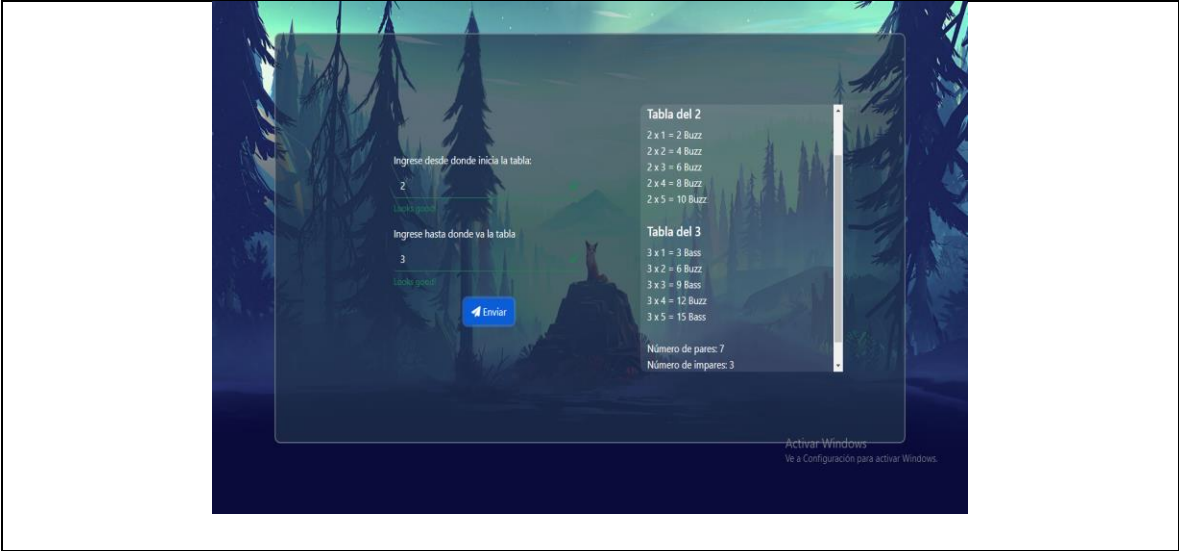 Ingrese desde donde inicia la tabla:
2
Looks good!
Ingrese hasta donde va la tabla
3
Looks good!
Enviar
Tabla del 2
2 x 1 = 2 Buzz
2 x 2 = 4 Buzz
2 x 3 = 6 Buzz
2 x 4 = 8 Buzz
2 x 5 = 10 Buzz
Tabla del 3
3 x 1 = 3 Bass
3 x 2 = 6 Buzz
3 x 3 = 9 Bass
3 x 4 = 12 Buzz
3 x 5 = 15 Bass
Número de pares: 7
Número de impares: 3
Activar Windows
Ve a Configuración para activar Windows.